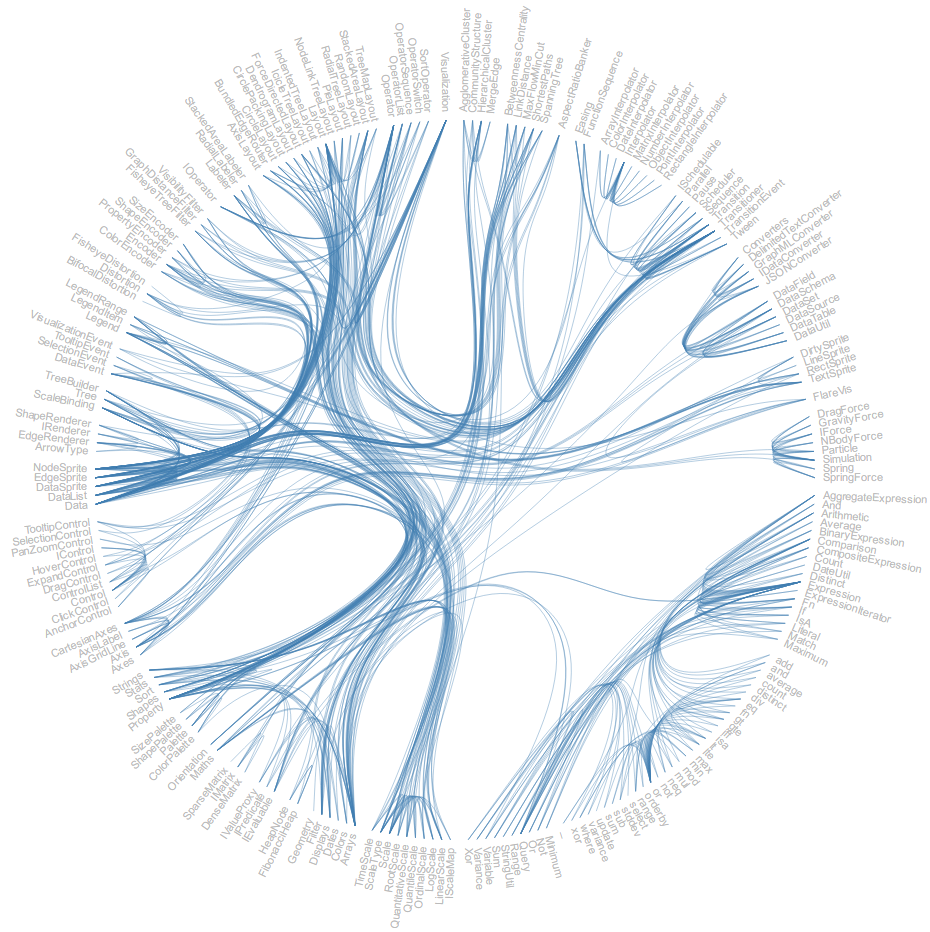 AgglomerativeCluster
CommunityStructure
HierarchicalCluster
MergeEdge
BetweennessCentrality
LinkDistance
MaxFlowMinCut
ShortestPaths
SpanningTree
AspectRatioBanker
Easing
FunctionSequence
ArrayInterpolator
ColorInterpolator
DateInterpolator
Interpolator
MatrixInterpolator
NumberInterpolator
ObjectInterpolator
PointInterpolator
RectangleInterpolator
ISchedulable
Parallel
Pause
Scheduler
Sequence
Transition
Transitioner
TransitionEvent
Tween
Converters
DelimitedTextConverter
GraphMLConverter
IDataConverter
JSONConverter
DataField
DataSchema
DataSet
DataSource
DataTable
DataUtil
DirtySprite
LineSprite
RectSprite
TextSprite
FlareVis
DragForce
GravityForce
IForce
NBodyForce
Particle
Simulation
Spring
SpringForce
AggregateExpression
And
Arithmetic
Average
BinaryExpression
Comparison
CompositeExpression
Count
DateUtil
Distinct
Expression
ExpressionIterator
Fn
If
IsA
Literal
Match
Maximum
add
and
average
count
distinct
div
eq
fn
gt
gte
iff
isa
lt
lte
max
min
mod
mul
neq
not
or
orderby
range
select
stddev
sub
sum
update
variance
where
xor
_
Minimum
Not
Or
Query
Range
StringUtil
Sum
Variable
Variance
Xor
IScaleMap
LinearScale
LogScale
OrdinalScale
QuantileScale
QuantitativeScale
RootScale
Scale
ScaleType
TimeScale
Arrays
Colors
Dates
Displays
Filter
Geometry
FibonacciHeap
HeapNode
IEvaluable
IPredicate
IValueProxy
DenseMatrix
IMatrix
SparseMatrix
Maths
Orientation
ColorPalette
Palette
ShapePalette
SizePalette
Property
Shapes
Sort
Stats
Strings
Axes
Axis
AxisGridLine
AxisLabel
CartesianAxes
AnchorControl
ClickControl
Control
ControlList
DragControl
ExpandControl
HoverControl
IControl
PanZoomControl
SelectionControl
TooltipControl
Data
DataList
DataSprite
EdgeSprite
NodeSprite
ArrowType
EdgeRenderer
IRenderer
ShapeRenderer
ScaleBinding
Tree
TreeBuilder
DataEvent
SelectionEvent
TooltipEvent
VisualizationEvent
Legend
LegendItem
LegendRange
BifocalDistortion
Distortion
FisheyeDistortion
ColorEncoder
Encoder
PropertyEncoder
ShapeEncoder
SizeEncoder
FisheyeTreeFilter
GraphDistanceFilter
VisibilityFilter
IOperator
Labeler
RadialLabeler
StackedAreaLabeler
AxisLayout
BundledEdgeRouter
CircleLayout
CirclePackingLayout
DendrogramLayout
ForceDirectedLayout
IcicleTreeLayout
IndentedTreeLayout
Layout
NodeLinkTreeLayout
PieLayout
RadialTreeLayout
RandomLayout
StackedAreaLayout
TreeMapLayout
Operator
OperatorList
OperatorSequence
OperatorSwitch
SortOperator
Visualization